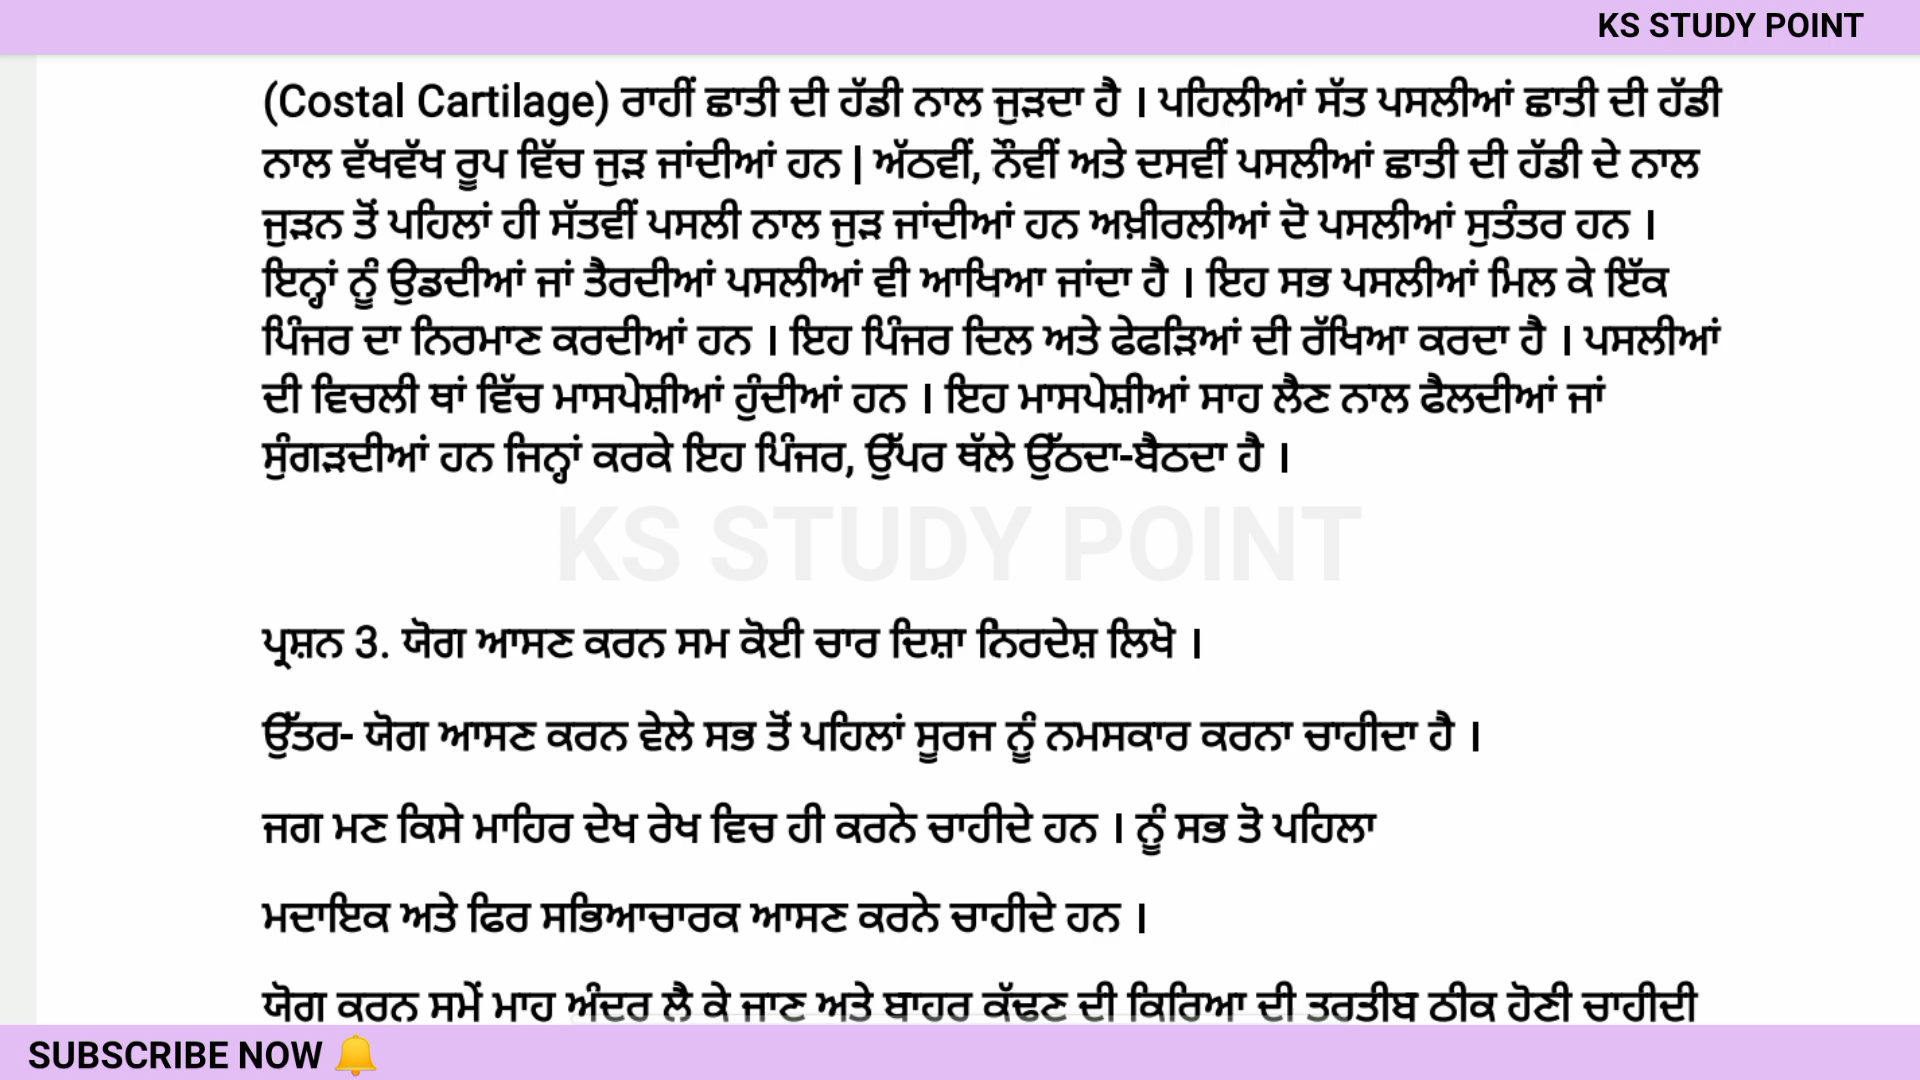 KS STUDY POINT
(Costal Cartilage) ਰਾਹੀਂ ਛਾਤੀ ਦੀ ਹੱਡੀ ਨਾਲ ਜੁੜਦਾ ਹੈ । ਪਹਿਲੀਆਂ ਸੱਤ ਪਸਲੀਆਂ ਛਾਤੀ ਦੀ ਹੱਡੀ
ਨਾਲ ਵੱਖਵੱਖ ਰੂਪ ਵਿੱਚ ਜੁੜ ਜਾਂਦੀਆਂ ਹਨ | ਅੱਠਵੀਂ, ਨੌਵੀਂ ਅਤੇ ਦਸਵੀਂ ਪਸਲੀਆਂ ਛਾਤੀ ਦੀ ਹੱਡੀ ਦੇ ਨਾਲ
ਜੁੜਨ ਤੋਂ ਪਹਿਲਾਂ ਹੀ ਸੱਤਵੀਂ ਪਸਲੀ ਨਾਲ ਜੁੜ ਜਾਂਦੀਆਂ ਹਨ ਅਖ਼ੀਰਲੀਆਂ ਦੋ ਪਸਲੀਆਂ ਸੁਤੰਤਰ ਹਨ ।
ਇਨ੍ਹਾਂ ਨੂੰ ਉਡਦੀਆਂ ਜਾਂ ਤੈਰਦੀਆਂ ਪਸਲੀਆਂ ਵੀ ਆਖਿਆ ਜਾਂਦਾ ਹੈ । ਇਹ ਸਭ ਪਸਲੀਆਂ ਮਿਲ ਕੇ ਇੱਕ
ਪਿੰਜਰ ਦਾ ਨਿਰਮਾਣ ਕਰਦੀਆਂ ਹਨ । ਇਹ ਪਿੰਜਰ ਦਿਲ ਅਤੇ ਫੇਫੜਿਆਂ ਦੀ ਰੱਖਿਆ ਕਰਦਾ ਹੈ । ਪਸਲੀਆਂ
ਦੀ ਵਿਚਲੀ ਥਾਂ ਵਿੱਚ ਮਾਸਪੇਸ਼ੀਆਂ ਹੁੰਦੀਆਂ ਹਨ । ਇਹ ਮਾਸਪੇਸ਼ੀਆਂ ਸਾਹ ਲੈਣ ਨਾਲ ਫੈਲਦੀਆਂ ਜਾਂ
ਸੁੰਗੜਦੀਆਂ ਹਨ ਜਿਨ੍ਹਾਂ ਕਰਕੇ ਇਹ ਪਿੰਜਰ, ਉੱਪਰ ਥੱਲੇ ਉੱਠਦਾ-ਬੈਠਦਾ ਹੈ ।
KS STUDY POINT
ਪ੍ਰਸ਼ਨ 3. ਯੋਗ ਆਸਣ ਕਰਨ ਸਮ ਕੋਈ ਚਾਰ ਦਿਸ਼ਾ ਨਿਰਦੇਸ਼ ਲਿਖੋ ।
ਉੱਤਰ- ਯੋਗ ਆਸਣ ਕਰਨ ਵੇਲੇ ਸਭ ਤੋਂ ਪਹਿਲਾਂ ਸੂਰਜ ਨੂੰ ਨਮਸਕਾਰ ਕਰਨਾ ਚਾਹੀਦਾ ਹੈ ।
ਜਗ ਮਣ ਕਿਸੇ ਮਾਹਿਰ ਦੇਖ ਰੇਖ ਵਿਚ ਹੀ ਕਰਨੇ ਚਾਹੀਦੇ ਹਨ । ਨੂੰ ਸਭ ਤੋ ਪਹਿਲਾ
ਮਦਾਇਕ ਅਤੇ ਫਿਰ ਸਭਿਆਚਾਰਕ ਆਸਣ ਕਰਨੇ ਚਾਹੀਦੇ ਹਨ ।
ਯੋਗ ਕਰਨ ਸਮੇਂ ਮਾਹ ਅੰਦਰ ਲੈ ਕੇ ਜਾਣ ਅਤੇ ਬਾਹਰ ਕੱਢਣ ਦੀ ਕਿਰਿਆ ਦੀ ਤਰਤੀਬ ਠੀਕ ਹੋਣੀ ਚਾਹੀਦੀ
SUBSCRIBE NOW